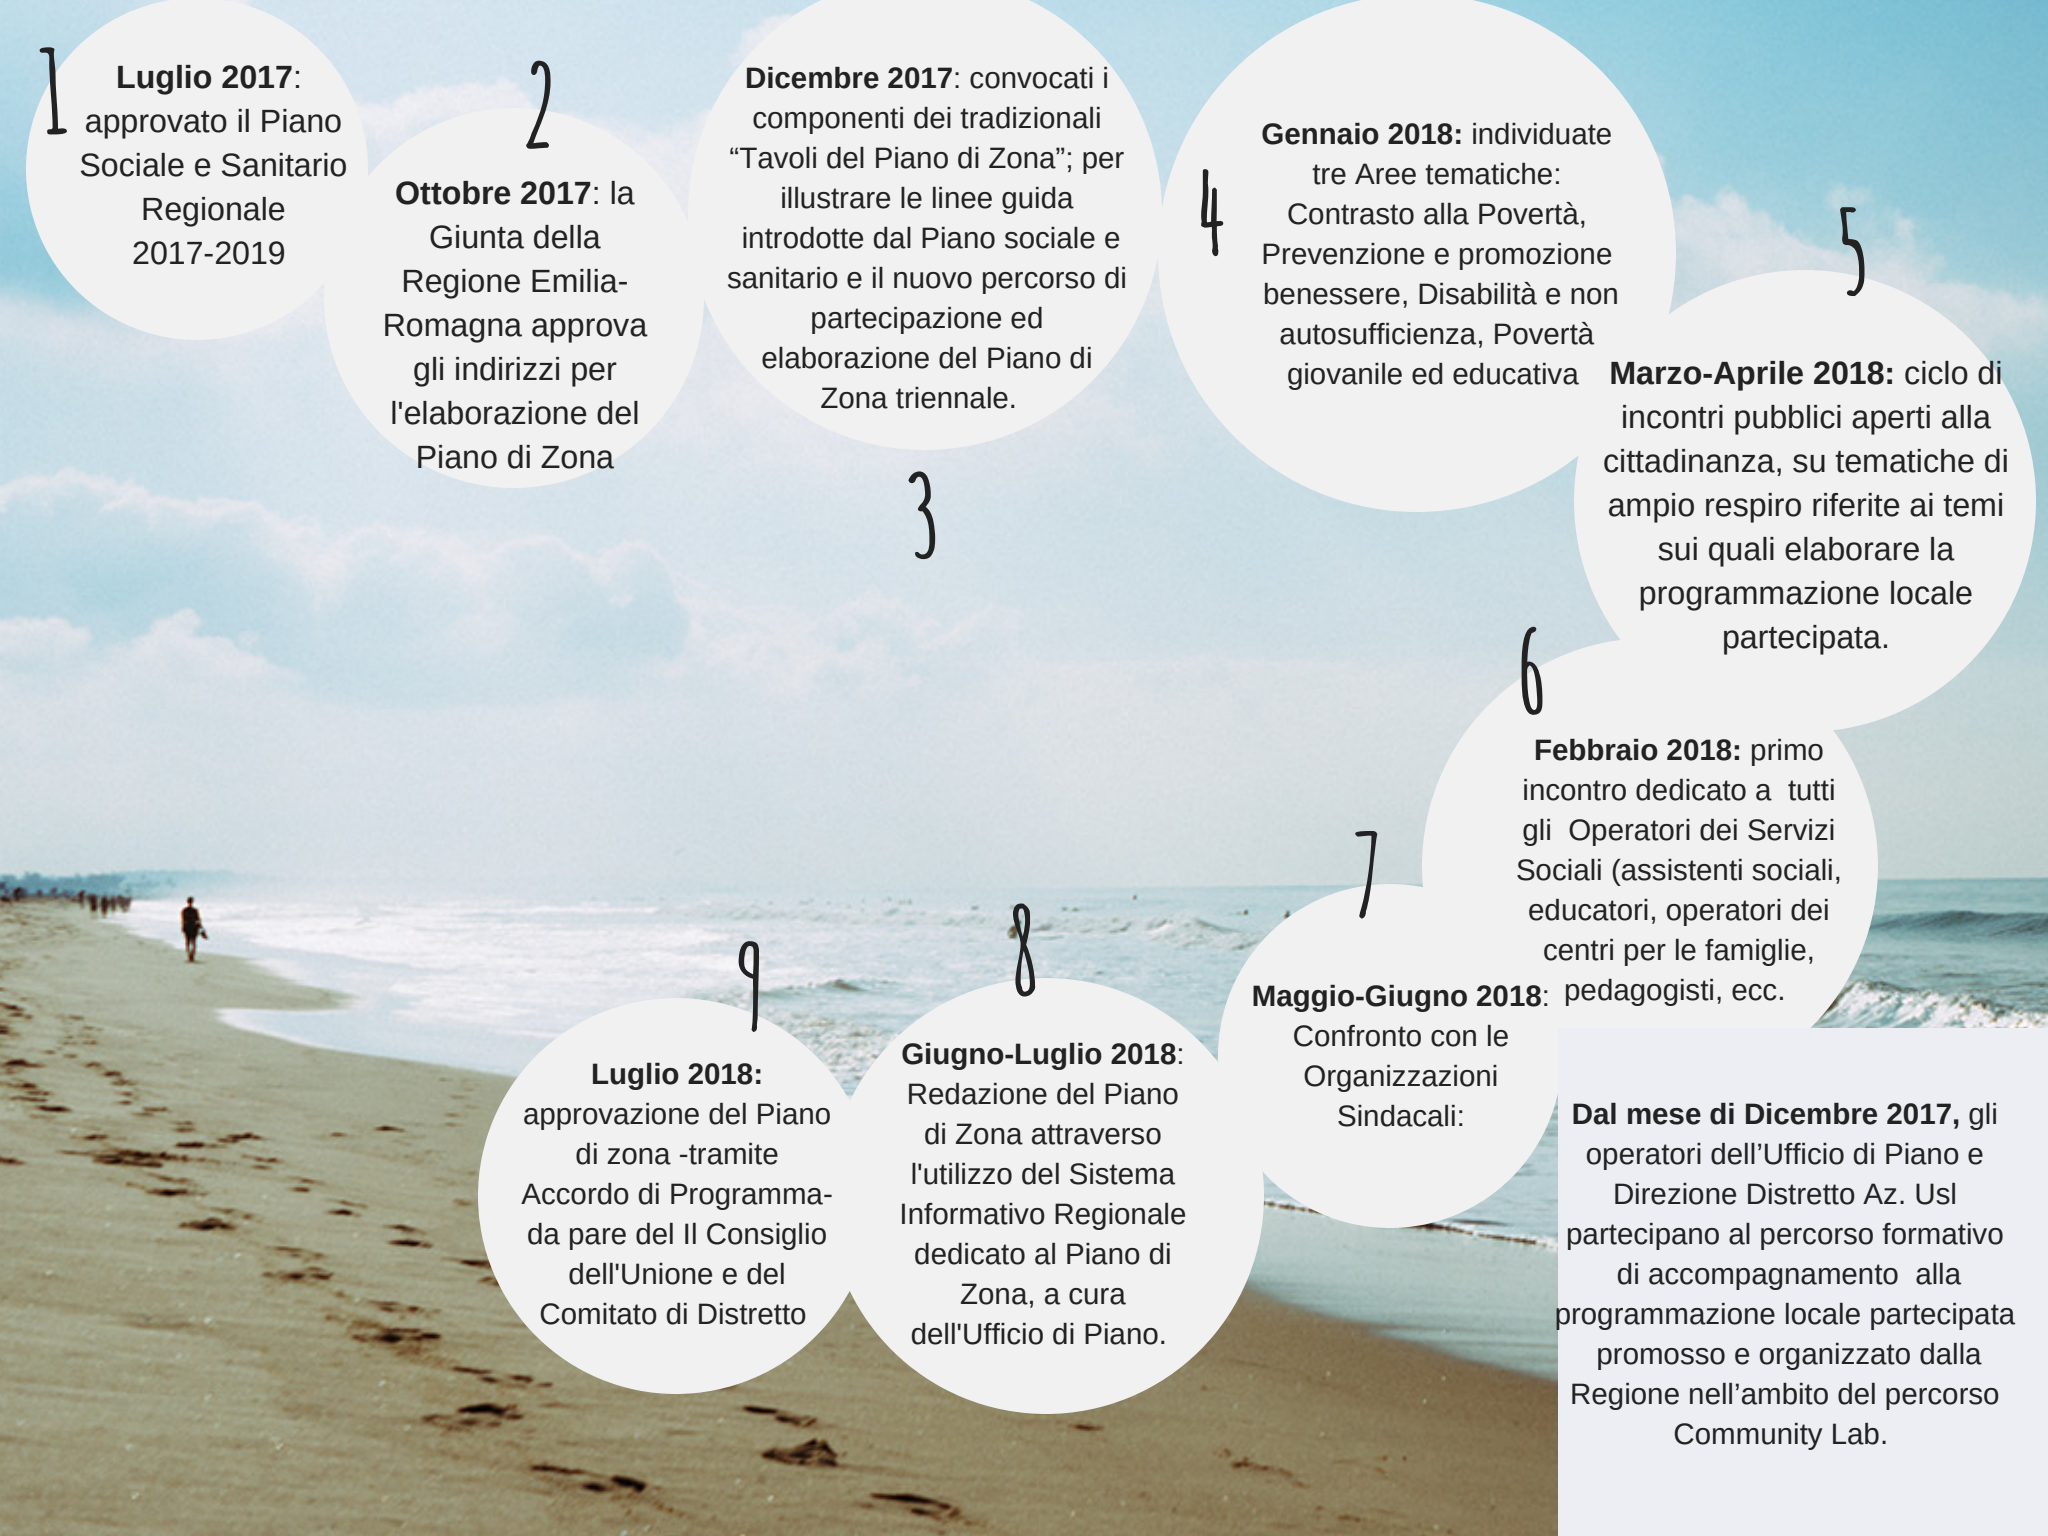 1
Luglio 2017:
approvato il Piano
Sociale e Sanitario
Regionale
2017-2019
2
Ottobre 2017: la
Giunta della
Regione Emilia-
Romagna approva
gli indirizzi per
l'elaborazione del
Piano di Zona
Dicembre 2017: convocati i
componenti dei tradizionali
“Tavoli del Piano di Zona”; per
illustrare le linee guida
introdotte dal Piano sociale e
sanitario e il nuovo percorso di
partecipazione ed
elaborazione del Piano di
Zona triennale.
3
4
Gennaio 2018: individuate
tre Aree tematiche:
Contrasto alla Povertà,
Prevenzione e promozione
benessere, Disabilità e non
autosufficienza, Povertà
giovanile ed educativa
5
Marzo-Aprile 2018: ciclo di
incontri pubblici aperti alla
cittadinanza, su tematiche di
ampio respiro riferite ai temi
sui quali elaborare la
programmazione locale
partecipata.
6
Febbraio 2018: primo
incontro dedicato a tutti
gli Operatori dei Servizi
Sociali (assistenti sociali,
educatori, operatori dei
centri per le famiglie,
pedagogisti, ecc.
7
Maggio-Giugno 2018:
Confronto con le
Organizzazioni
Sindacali:
8
Giugno-Luglio 2018:
Redazione del Piano
di Zona attraverso
l'utilizzo del Sistema
Informativo Regionale
dedicato al Piano di
Zona, a cura
dell'Ufficio di Piano.
9
Luglio 2018:
approvazione del Piano
di zona -tramite
Accordo di Programma-
da pare del Il Consiglio
dell'Unione e del
Comitato di Distretto
Dal mese di Dicembre 2017, gli
operatori dell’Ufficio di Piano e
Direzione Distretto Az. Usl
partecipano al percorso formativo
di accompagnamento alla
programmazione locale partecipata
promosso e organizzato dalla
Regione nell’ambito del percorso
Community Lab.